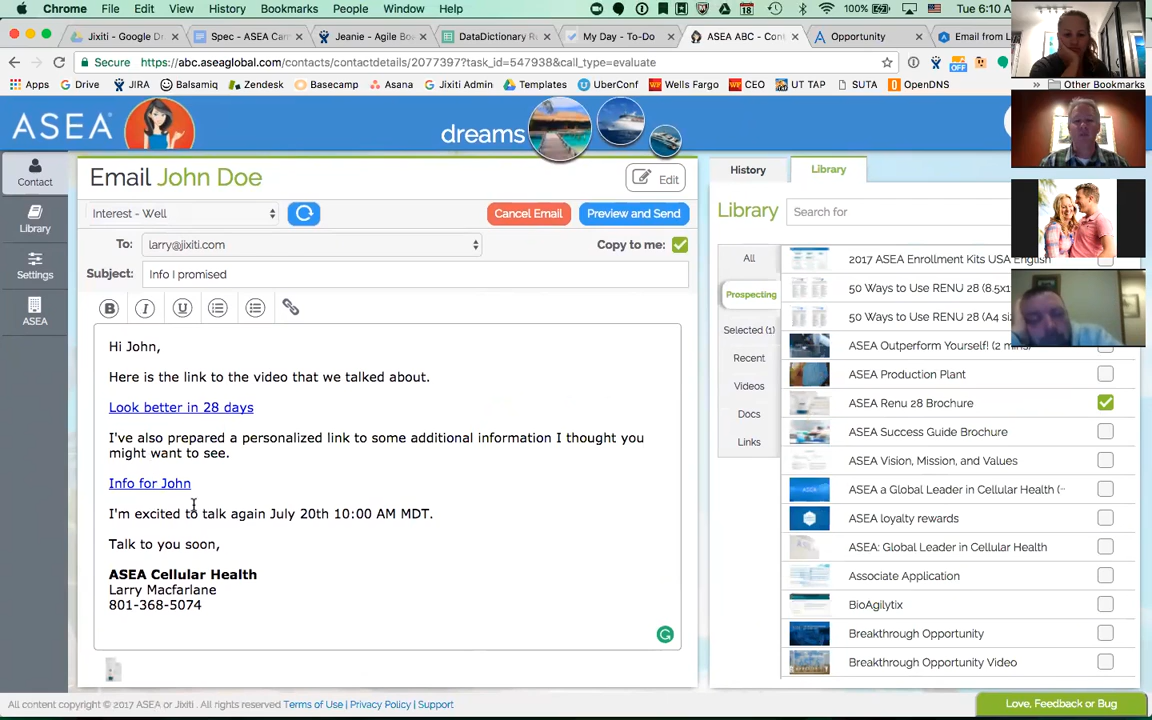 Chrome File Edit View History Bookmarks People Window Help
100% Tue 6:10 A
Jixiti - Google Dr
Spec - ASEA Car
Jeanie - Agile Boa
DataDictionary R
My Day - To-Do
ASEA ABC - Con
Opportunity
Email from L
Secure https://abc.aseaglobal.com/contacts/contactdetails/2077397?task_id=547938&call_type=evaluate
Apps Drive JIRA Balsamiq Zendesk Basecamp Asana Jixiti Admin Templates UberConf Wells Fargo CEO UT TAP SUTA OpenDNS
» Other Bookmarks
ASEA
dreams
Contact
Library
Settings
ASEA
Email John Doe
Edit
Interest - Well
Cancel Email
Preview and Send
To: larry@jixiti.com
Copy to me:
Subject: Info I promised
B I U
Hi John,
Here is the link to the video that we talked about.
Look better in 28 days
I've also prepared a personalized link to some additional information I thought you
might want to see.
Info for John
I'm excited to talk again July 20th 10:00 AM MDT.
Talk to you soon,
ASEA Cellular Health
Larry Macfarlane
801-368-5074
History
Library
Library
Search for
All
Prospecting
Selected (1)
Recent
Videos
Docs
Links
2017 ASEA Enrollment Kits USA English
50 Ways to Use RENU 28 (8.5x1
50 Ways to Use RENU 28 (A4 siz
ASEA Outperform Yourself! (2 min
ASEA Production Plant
ASEA Renu 28 Brochure
ASEA Success Guide Brochure
ASEA Vision, Mission, and Values
ASEA a Global Leader in Cellular Health (···
ASEA loyalty rewards
ASEA: Global Leader in Cellular Health
Associate Application
BioAgilytix
Breakthrough Opportunity
Breakthrough Opportunity Video
All content copyright © 2017 ASEA or Jixiti . All rights reserved Terms of Use | Privacy Policy | Support
Love, Feedback or Bug